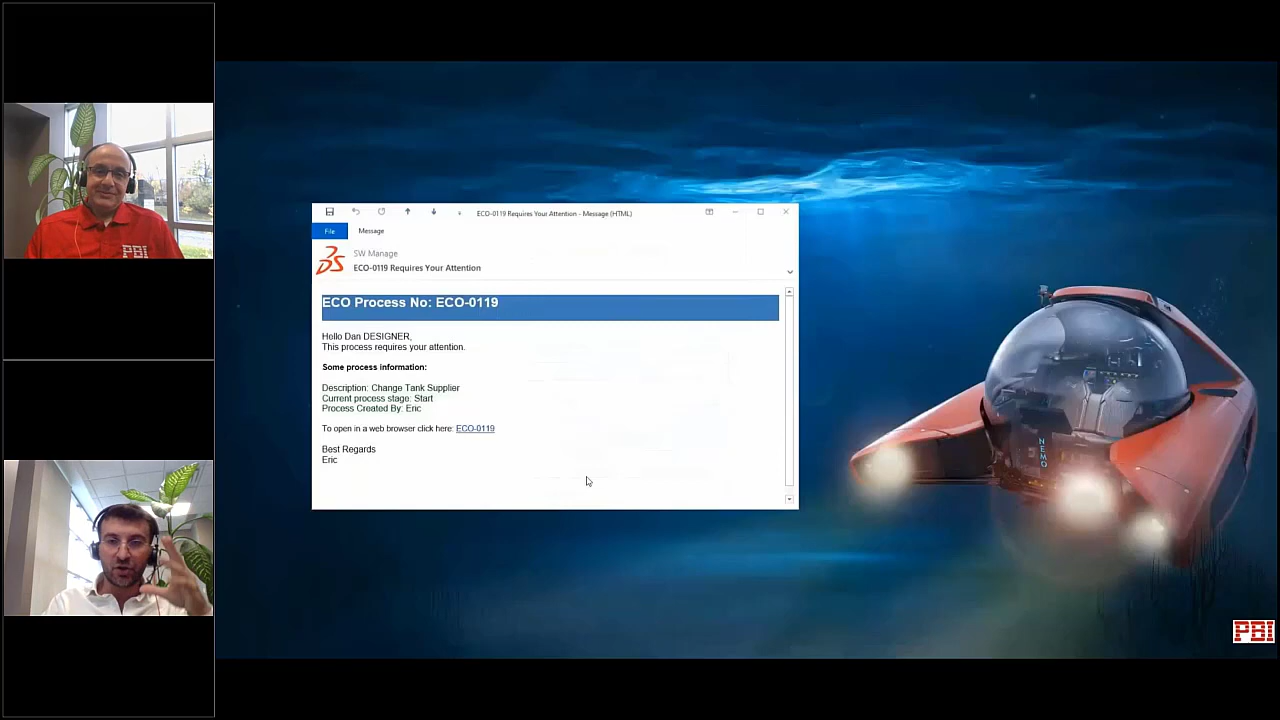 PBI
ECO-0119 Requires Your Attention - Message (HTML)
File
Message
SW Manage
ECO-0119 Requires Your Attention
ECO Process No: ECO-0119
Hello Dan DESIGNER,
This process requires your attention.
Some process information:
Description: Change Tank Supplier
Current process stage: Start
Process Created By: Eric
To open in a web browser click here: ECO-0119
Best Regards
Eric
NEMO
PBI